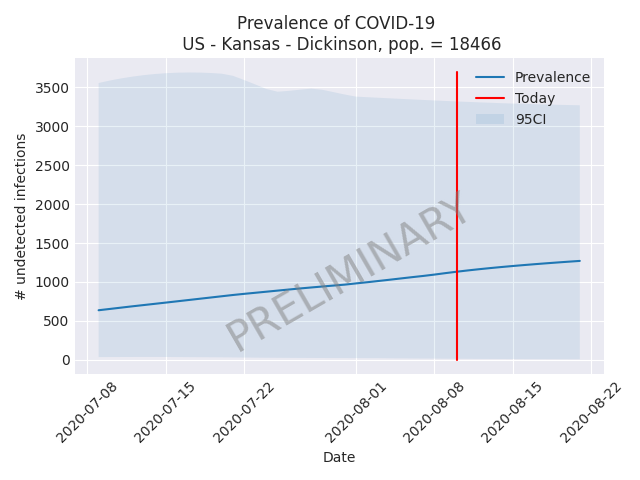 Prevalence of COVID-19
US - Kansas - Dickinson, pop. = 18466
Prevalence
Today
95CI
3500
3000
2500
2000
1500
1000
500
0
# undetected infections
PRELIMINARY
2020-07-08
2020-07-15
2020-07-22
2020-08-01
2020-08-08
2020-08-15
2020-08-22
Date